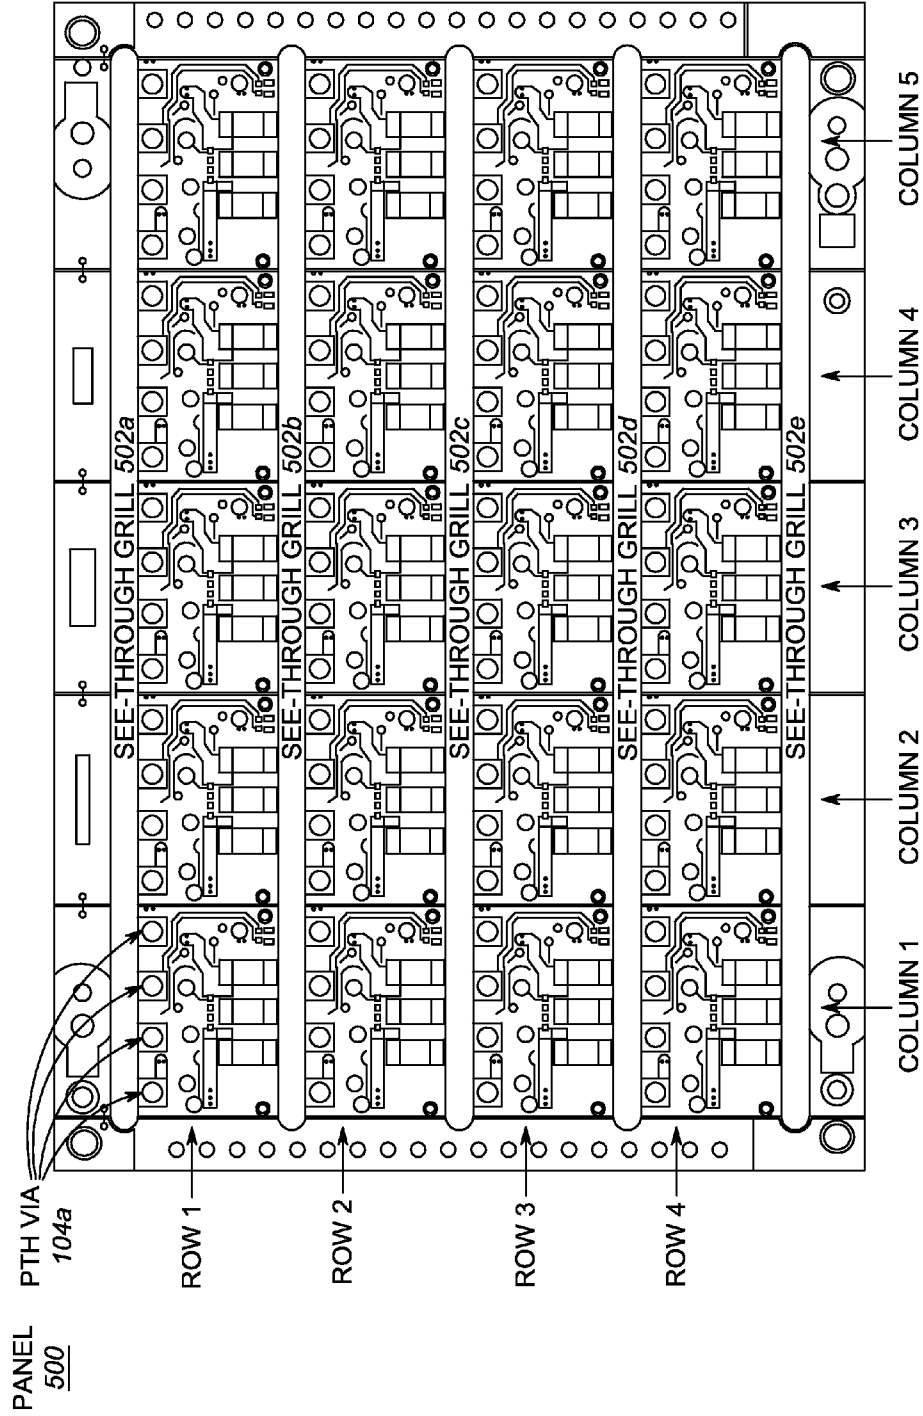 PANEL
500
PTH VIA
104a
ROW 1
ROW 2
ROW 3
ROW 4
SEE-THROUGH GRILL 502a
SEE-THROUGH GRILL 502b
SEE-THROUGH GRILL 502c
SEE-THROUGH GRILL 502d
SEE-THROUGH GRILL 502e
COLUMN 1
COLUMN 2
COLUMN 3
COLUMN 4
COLUMN 5